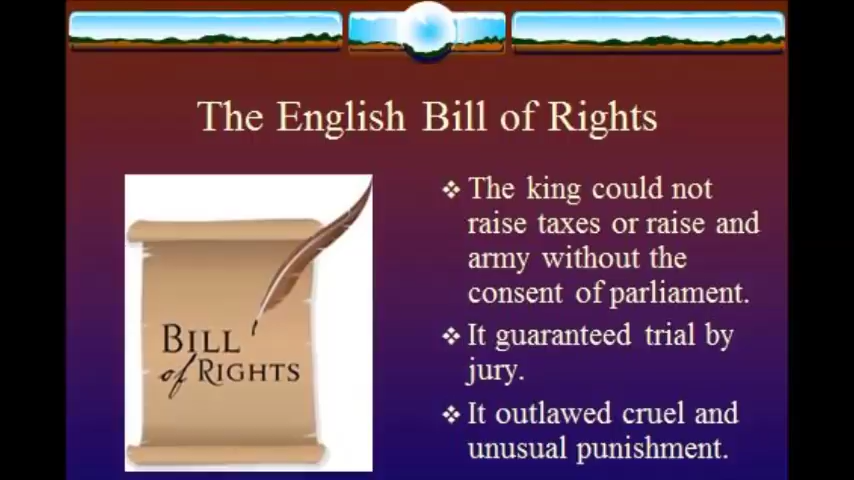 The English Bill of Rights
BILL
of RIGHTS
❖ The king could not
raise taxes or raise and
army without the
consent of parliament.
❖ It guaranteed trial by
jury.
❖ It outlawed cruel and
unusual punishment.